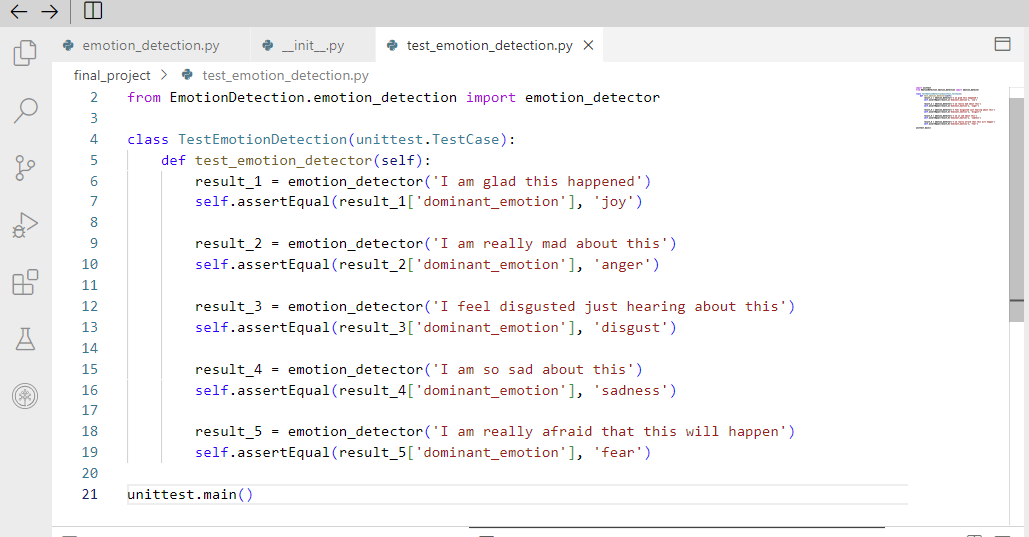 emotion_detection.py __init__.py test_emotion_detection.py
final_project > test_emotion_detection.py
2 from EmotionDetection.emotion_detection import emotion_detector
3
4 class TestEmotionDetection(unittest.TestCase):
5     def test_emotion_detector(self):
6         result_1 = emotion_detector('I am glad this happened')
7         self.assertEqual(result_1['dominant_emotion'], 'joy')
8
9         result_2 = emotion_detector('I am really mad about this')
10         self.assertEqual(result_2['dominant_emotion'], 'anger')
11
12         result_3 = emotion_detector('I feel disgusted just hearing about this')
13         self.assertEqual(result_3['dominant_emotion'], 'disgust')
14
15         result_4 = emotion_detector('I am so sad about this')
16         self.assertEqual(result_4['dominant_emotion'], 'sadness')
17
18         result_5 = emotion_detector('I am really afraid that this will happen')
19         self.assertEqual(result_5['dominant_emotion'], 'fear')
20
21 unittest.main()